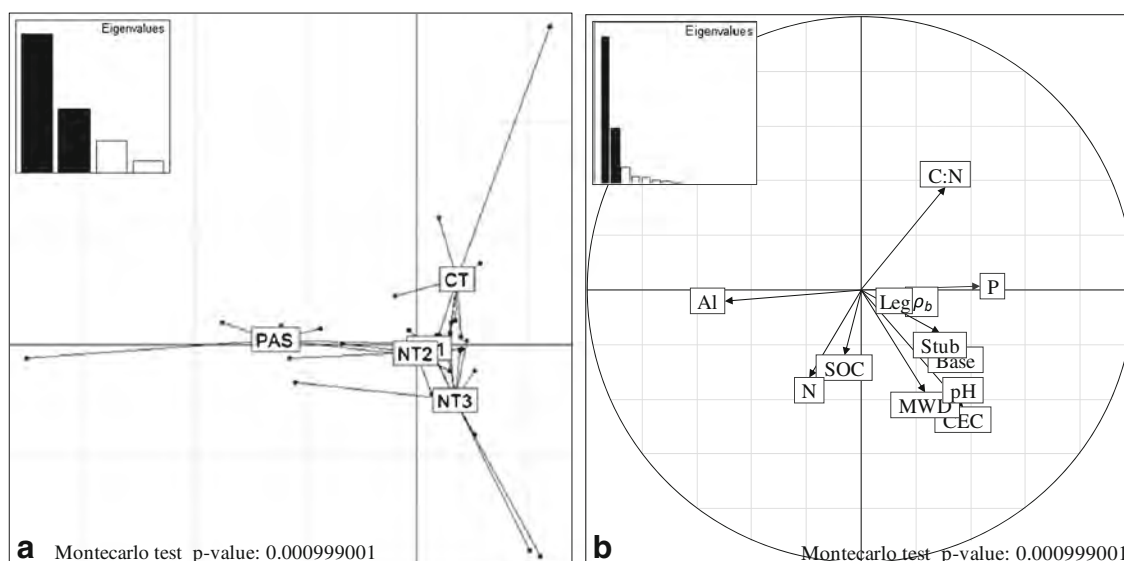 Eigenvalues
CT
PAS
1
NT2
NT3
a Montecarlo test p-value: 0.000999001
Eigenvalues
C:N
Al
Leg
ρb
P
Stub
Base
SOC
N
pH
MWD
CEC
b Montecarlo test p-value: 0.000999001